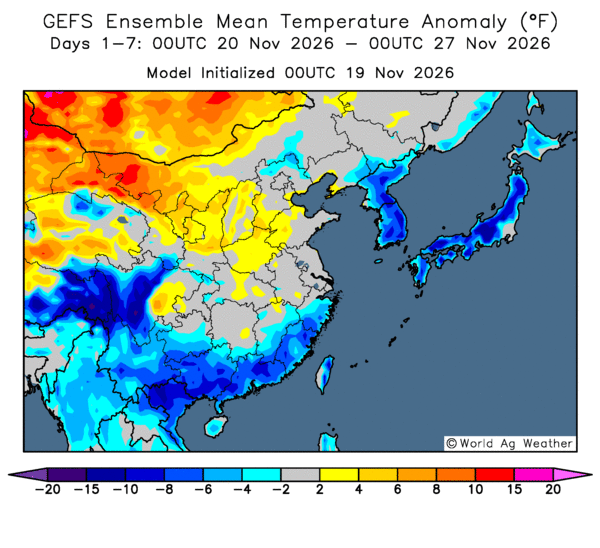 GEFS Ensemble Mean Temperature Anomaly (°F)
Days 1-7: 00UTC 20 Nov 2026 - 00UTC 27 Nov 2026
Model Initialized 00UTC 19 Nov 2026
© World Ag Weather
-20 -15 -10 -8 -6 -4 -2 2 4 6 8 10 15 20